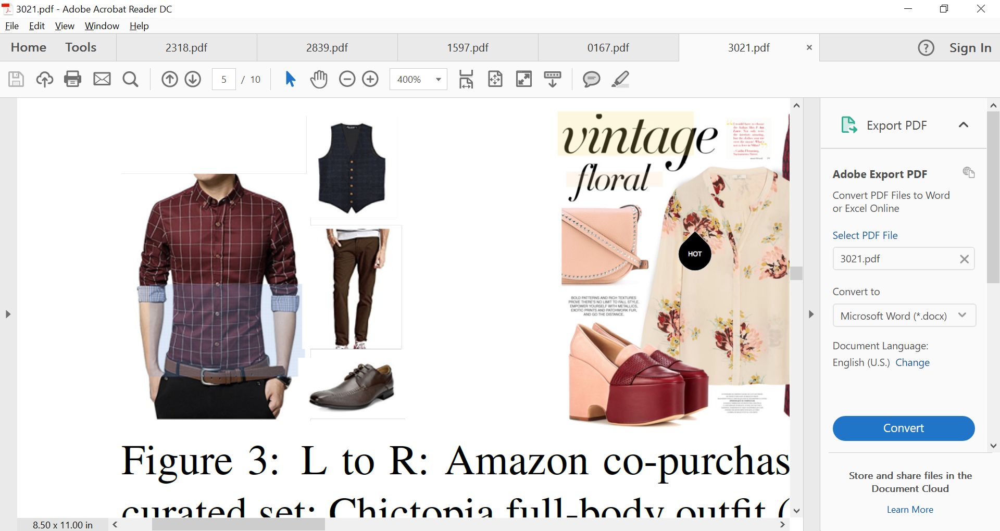 3021.pdf - Adobe Acrobat Reader DC
File Edit View Window Help
Home Tools 2318.pdf 2839.pdf 1597.pdf 0167.pdf 3021.pdf × ? Sign In
5 / 10 400%
vintage
floral
HOT
BOLD PATTERNS AND RICH TEXTURES
PROVE THERE'S NO LIMIT TO FALL STYLE.
EMPOWER YOURSELF WITH METALLICS,
EXOTIC PRINTS AND PATCHWORK FUR,
AND GO THE DISTANCE.
Figure 3: L to R: Amazon co-purchas
curated set; Chictopia full-body outfit (
8.50 x 11.00 in
Export PDF
Adobe Export PDF
Convert PDF Files to Word
or Excel Online
Select PDF File
3021.pdf
Convert to
Microsoft Word (*.docx)
Document Language:
English (U.S.) Change
Convert
Store and share files in the
Document Cloud
Learn More